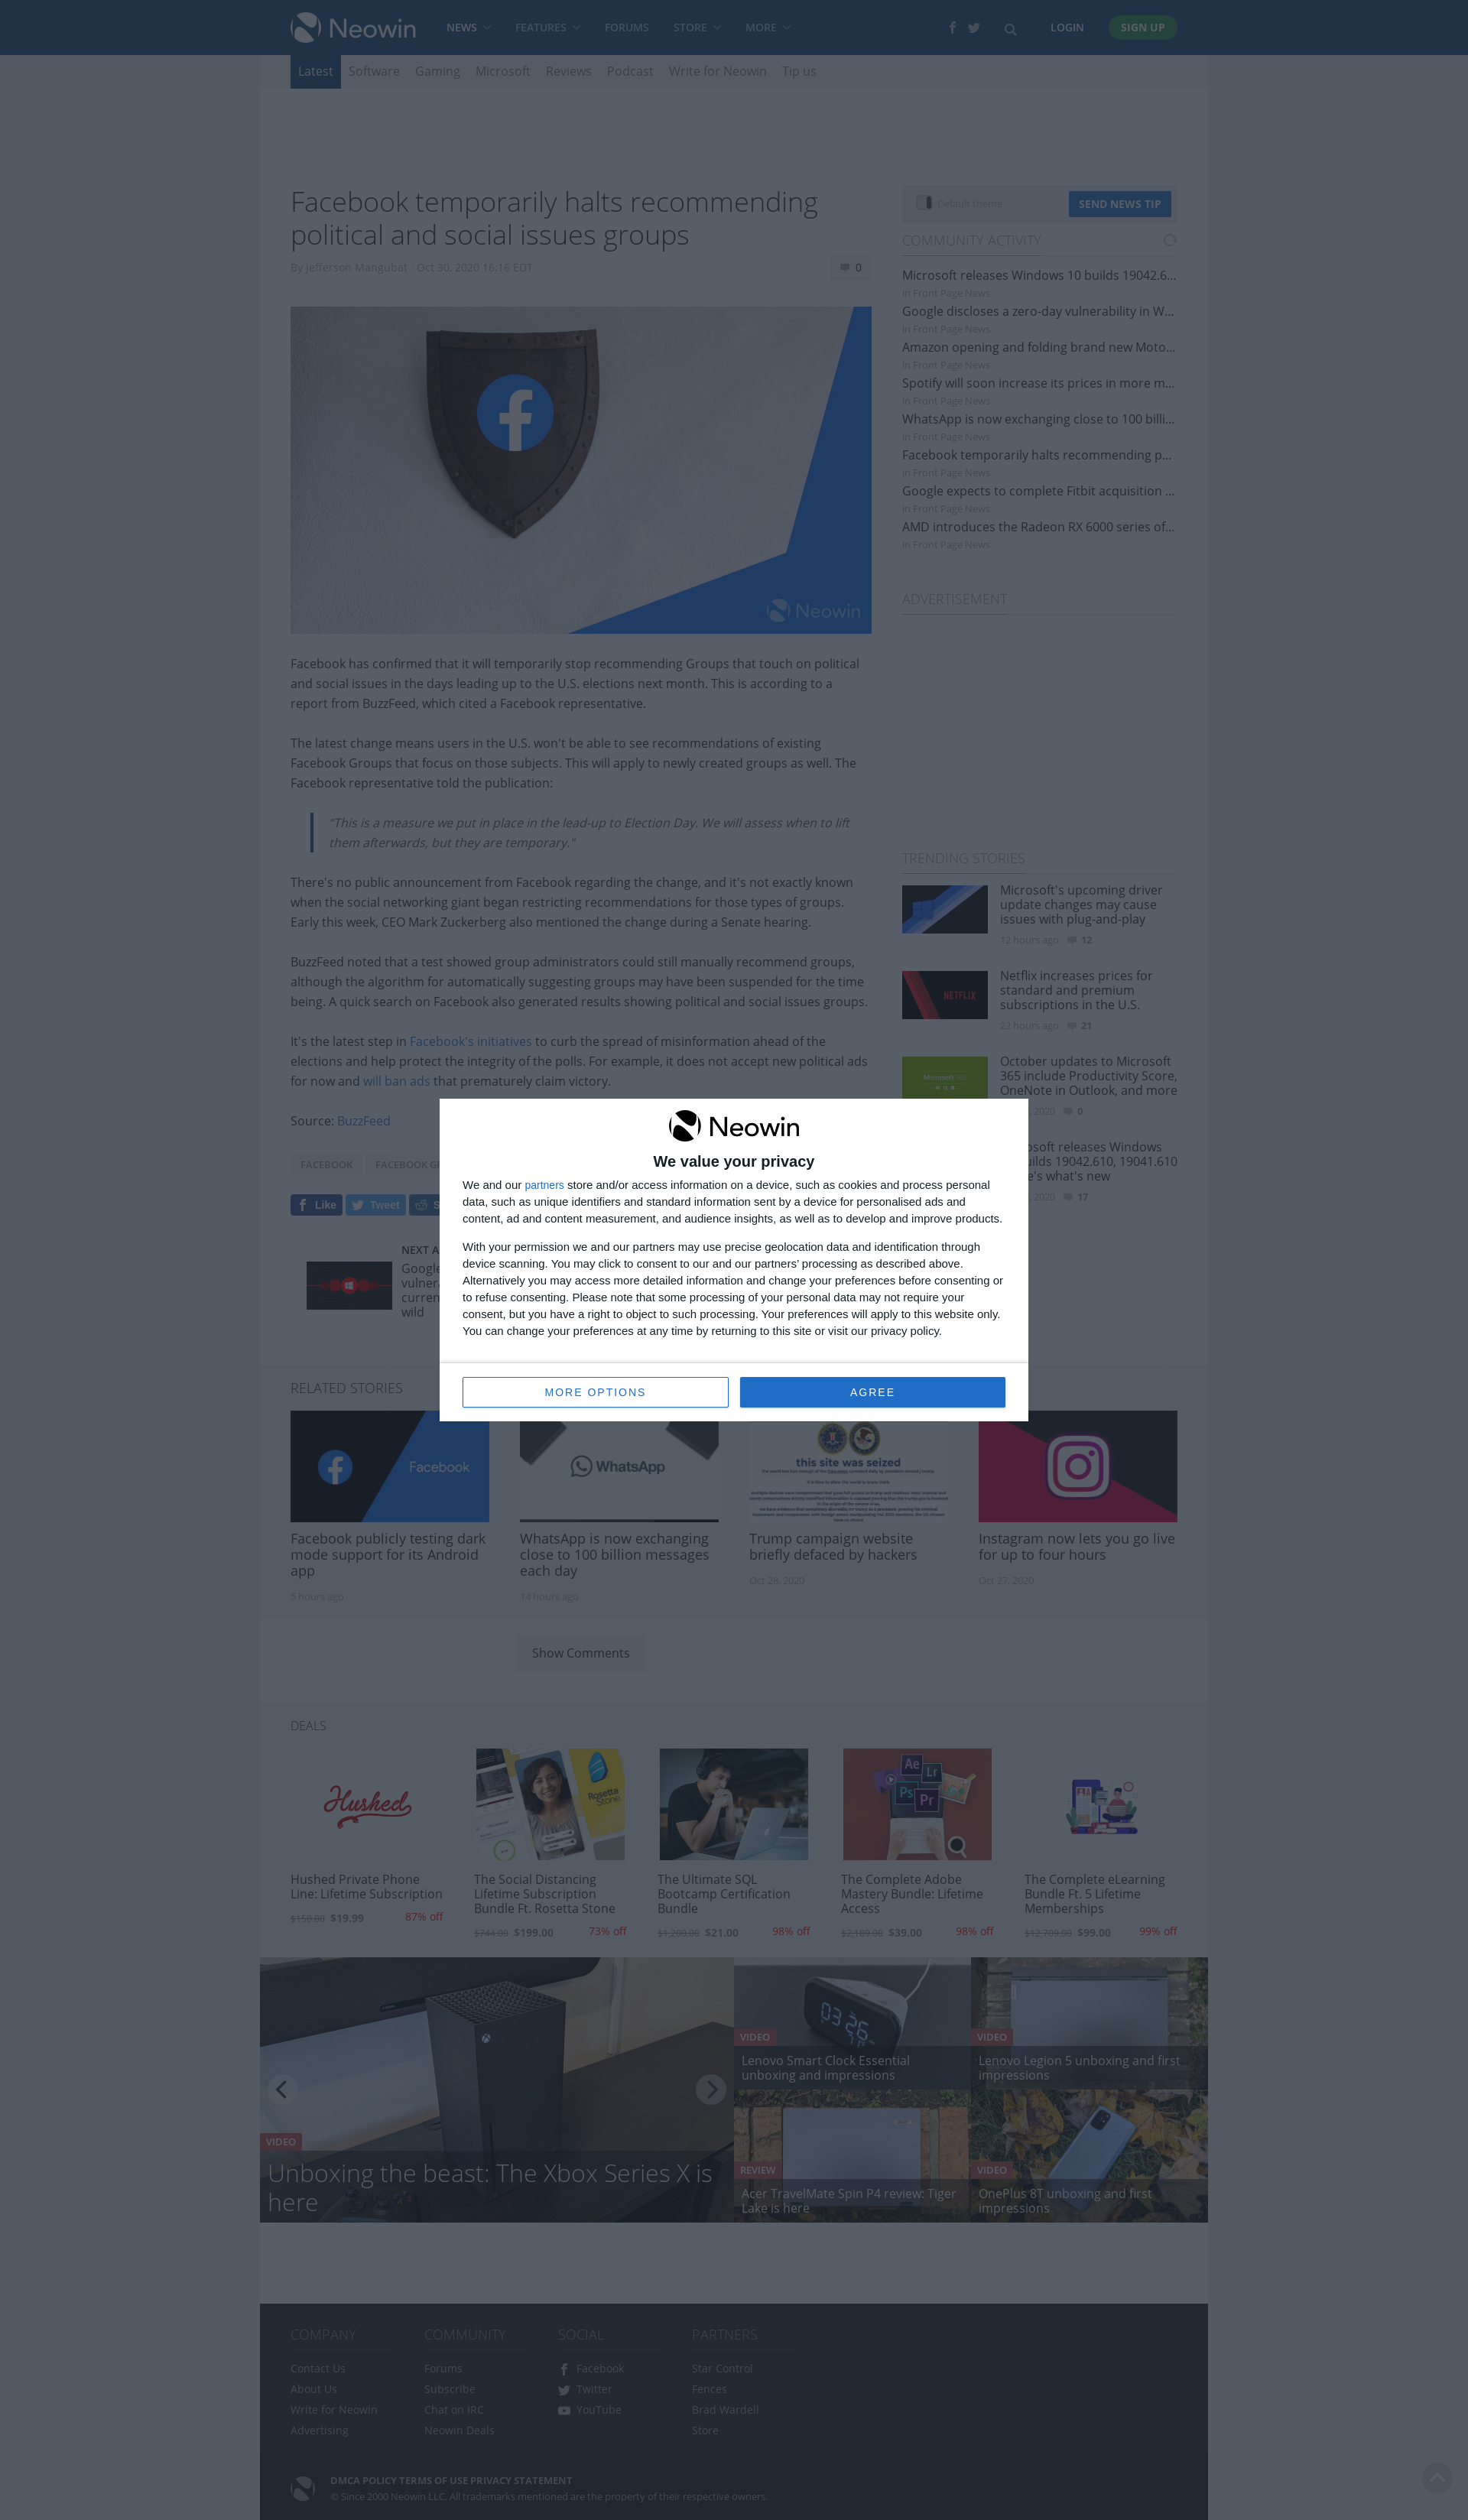 Neowin
NEWS
FEATURES
FORUMS
STORE
MORE
LOGIN
SIGN UP
Latest
Software
Gaming
Microsoft
Reviews
Podcast
Write for Neowin
Tip us
Facebook temporarily halts recommending
political and social issues groups
By Jefferson Mangubat · Oct 30, 2020 16:16 EDT
0
Neowin
Facebook has confirmed that it will temporarily stop recommending Groups that touch on political
and social issues in the days leading up to the U.S. elections next month. This is according to a
report from BuzzFeed, which cited a Facebook representative.
The latest change means users in the U.S. won't be able to see recommendations of existing
Facebook Groups that focus on those subjects. This will apply to newly created groups as well. The
Facebook representative told the publication:
"This is a measure we put in place in the lead-up to Election Day. We will assess when to lift
them afterwards, but they are temporary."
There's no public announcement from Facebook regarding the change, and it's not exactly known
when the social networking giant began restricting recommendations for those types of groups.
Early this week, CEO Mark Zuckerberg also mentioned the change during a Senate hearing.
BuzzFeed noted that a test showed group administrators could still manually recommend groups,
although the algorithm for automatically suggesting groups may have been suspended for the time
being. A quick search on Facebook also generated results showing political and social issues groups.
It's the latest step in Facebook's initiatives to curb the spread of misinformation ahead of the
elections and help protect the integrity of the polls. For example, it does not accept new political ads
for now and will ban ads that prematurely claim victory.
Source: BuzzFeed
FACEBOOK
FACEBOOK GR
Like
Tweet
S
NEXT A
Google
vulnera
curren
wild
Default theme
SEND NEWS TIP
COMMUNITY ACTIVITY
Microsoft releases Windows 10 builds 19042.6...
in Front Page News
Google discloses a zero-day vulnerability in W...
in Front Page News
Amazon opening and folding brand new Moto...
in Front Page News
Spotify will soon increase its prices in more m...
in Front Page News
WhatsApp is now exchanging close to 100 billi...
in Front Page News
Facebook temporarily halts recommending p...
in Front Page News
Google expects to complete Fitbit acquisition ...
in Front Page News
AMD introduces the Radeon RX 6000 series of...
in Front Page News
ADVERTISEMENT
TRENDING STORIES
Microsoft's upcoming driver
update changes may cause
issues with plug-and-play
12 hours ago
12
NETFLIX
Netflix increases prices for
standard and premium
subscriptions in the U.S.
22 hours ago
21
Microsoft 365
October updates to Microsoft
365 include Productivity Score,
OneNote in Outlook, and more
2020
0
osoft releases Windows
uilds 19042.610, 19041.610
e's what's new
2020
17
Neowin
We value your privacy
We and our partners store and/or access information on a device, such as cookies and process personal
data, such as unique identifiers and standard information sent by a device for personalised ads and
content, ad and content measurement, and audience insights, as well as to develop and improve products.
With your permission we and our partners may use precise geolocation data and identification through
device scanning. You may click to consent to our and our partners' processing as described above.
Alternatively you may access more detailed information and change your preferences before consenting or
to refuse consenting. Please note that some processing of your personal data may not require your
consent, but you have a right to object to such processing. Your preferences will apply to this website only.
You can change your preferences at any time by returning to this site or visit our privacy policy.
MORE OPTIONS
AGREE
RELATED STORIES
Facebook
Facebook publicly testing dark
mode support for its Android
app
5 hours ago
WhatsApp
WhatsApp is now exchanging
close to 100 billion messages
each day
14 hours ago
this site was seized
Trump campaign website
briefly defaced by hackers
Oct 28, 2020
Instagram now lets you go live
for up to four hours
Oct 27, 2020
Show Comments
DEALS
Hushed
Hushed Private Phone
Line: Lifetime Subscription
$150.00 $19.99
87% off
Rosetta
Stone
The Social Distancing
Lifetime Subscription
Bundle Ft. Rosetta Stone
$744.00 $199.00
73% off
The Ultimate SQL
Bootcamp Certification
Bundle
$1,200.00 $21.00
98% off
Ae
Lr
Ps
Pr
The Complete Adobe
Mastery Bundle: Lifetime
Access
$2,189.00 $39.00
98% off
The Complete eLearning
Bundle Ft. 5 Lifetime
Memberships
$12,709.00 $99.00
99% off
VIDEO
Unboxing the beast: The Xbox Series X is
here
03 26
VIDEO
Lenovo Smart Clock Essential
unboxing and impressions
VIDEO
Lenovo Legion 5 unboxing and first
impressions
REVIEW
Acer TravelMate Spin P4 review: Tiger
Lake is here
VIDEO
OnePlus 8T unboxing and first
impressions
COMPANY
Contact Us
About Us
Write for Neowin
Advertising
COMMUNITY
Forums
Subscribe
Chat on IRC
Neowin Deals
SOCIAL
Facebook
Twitter
YouTube
PARTNERS
Star Control
Fences
Brad Wardell
Store
DMCA POLICY TERMS OF USE PRIVACY STATEMENT
© Since 2000 Neowin LLC. All trademarks mentioned are the property of their respective owners.